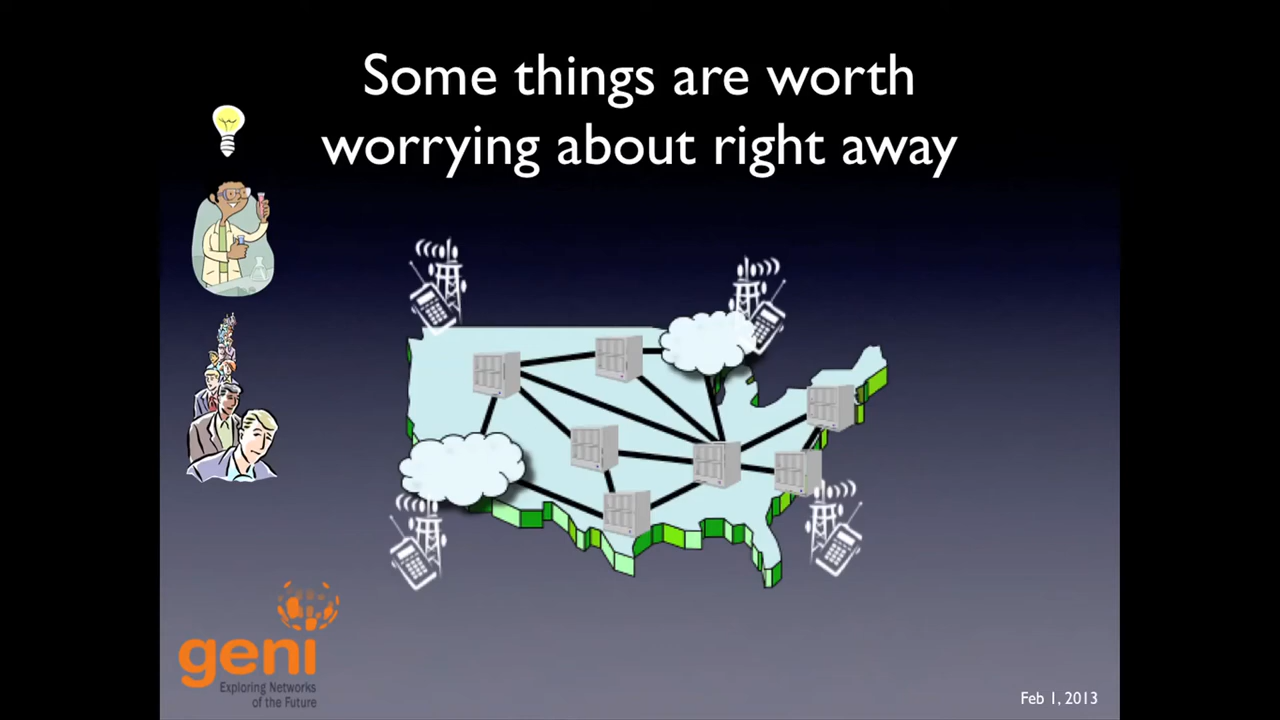 Some things are worth
worrying about right away
geni
Exploring Networks
of the Future
Feb 1, 2013